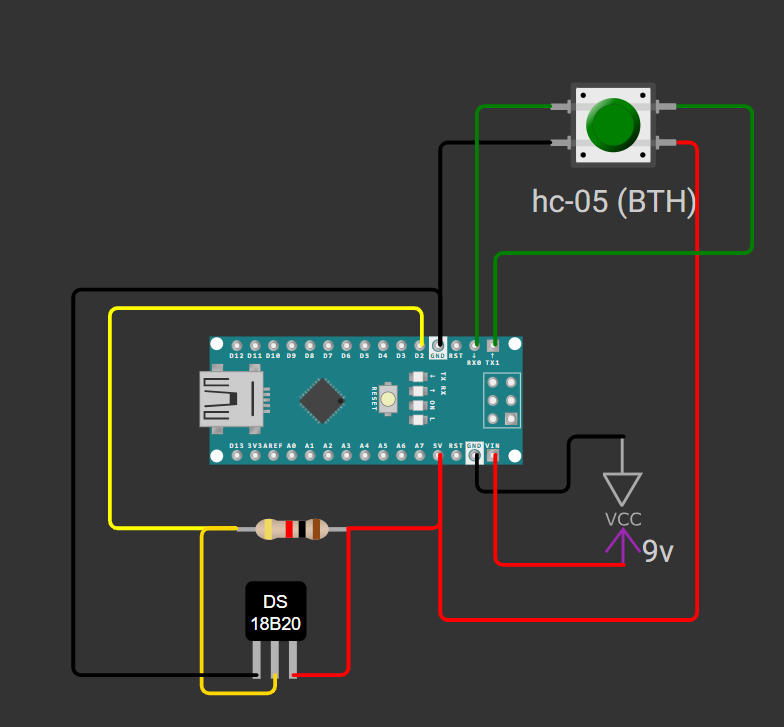 hc-05 (BTH)
D12 D11 D10 D9 D8 D7 D6 D5 D4 D3 D2 GND RST RX0 TX1
RESET
TX RX
ON L
D13 3V3 AREF A0 A1 A2 A3 A4 A5 A6 A7 5V RST GND VIN
VCC
9v
DS
18B20